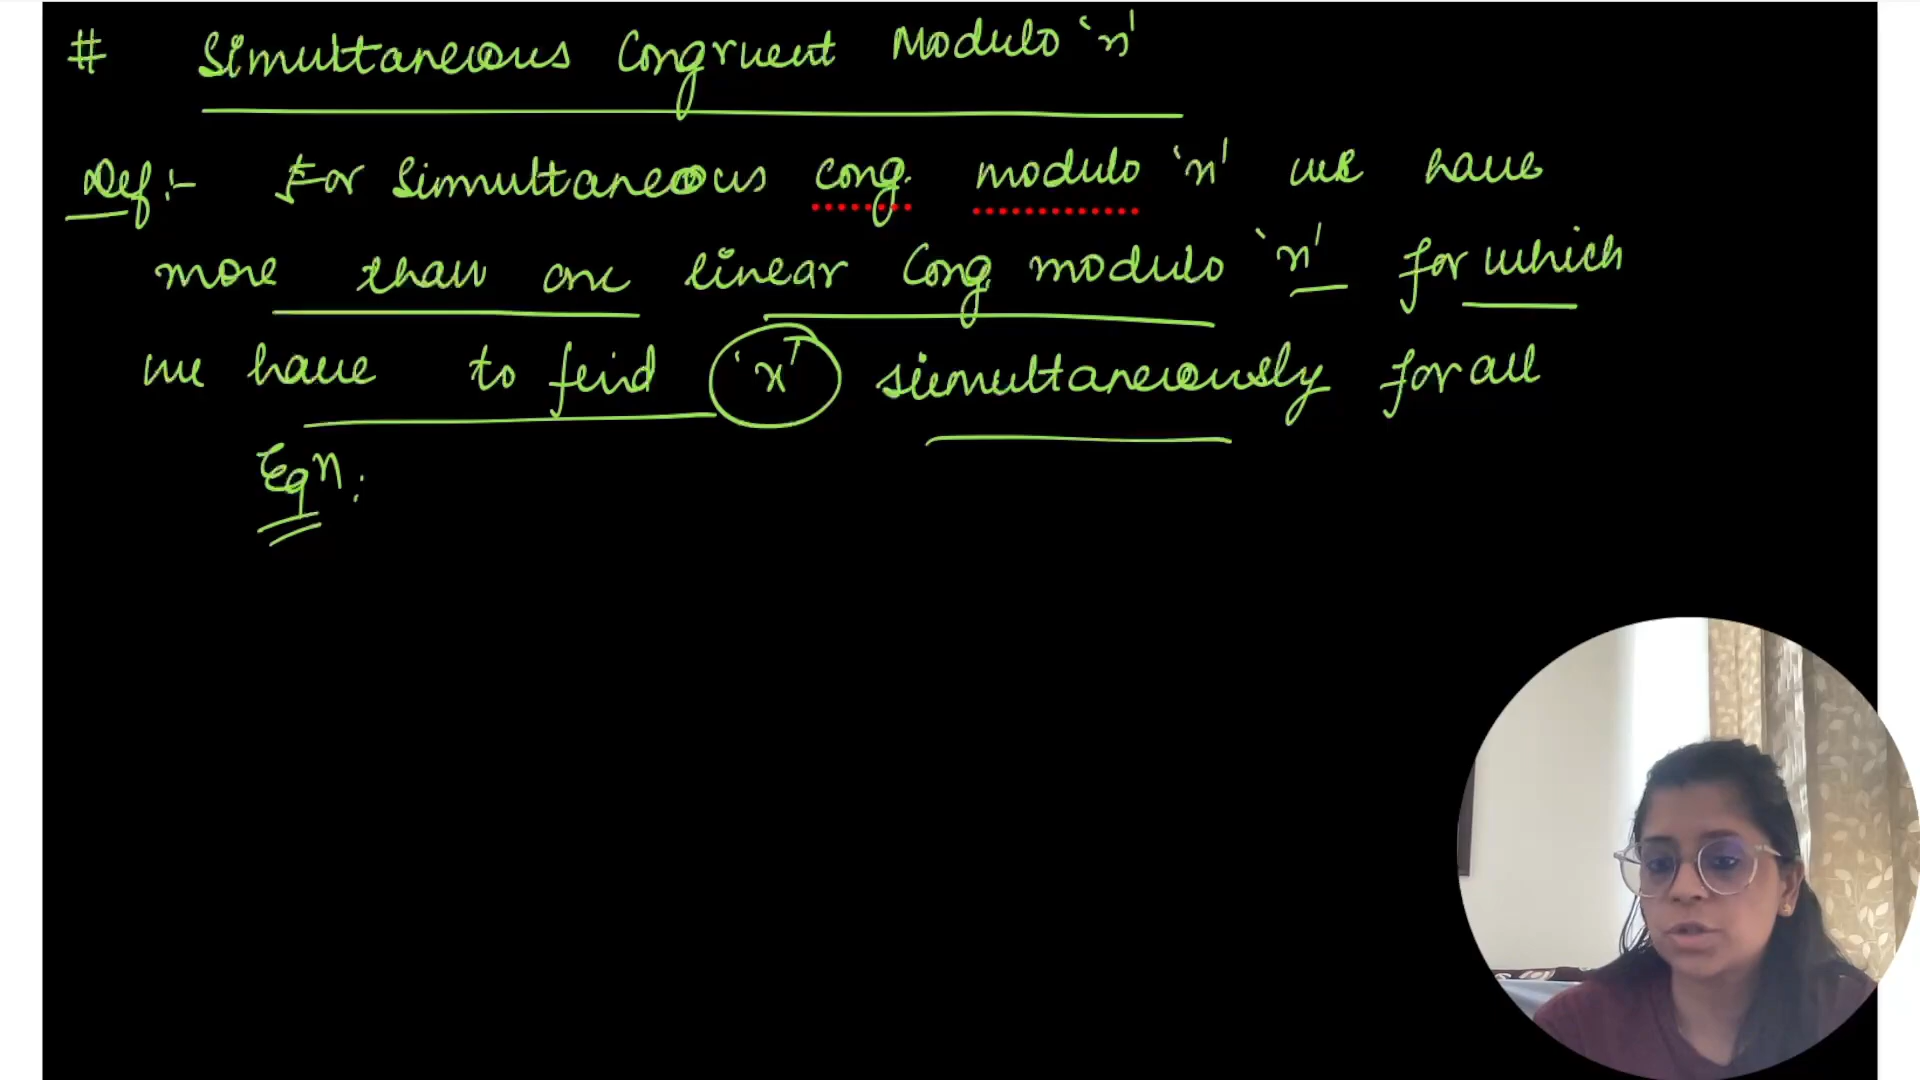 # Simultaneous Congruent Modulo 'n'
Def:- For Simultaneous cong. modulo 'n' we have
more than one linear Cong. modulo 'n' for which
we have to find 'x' simultaneously for all
Eqn: